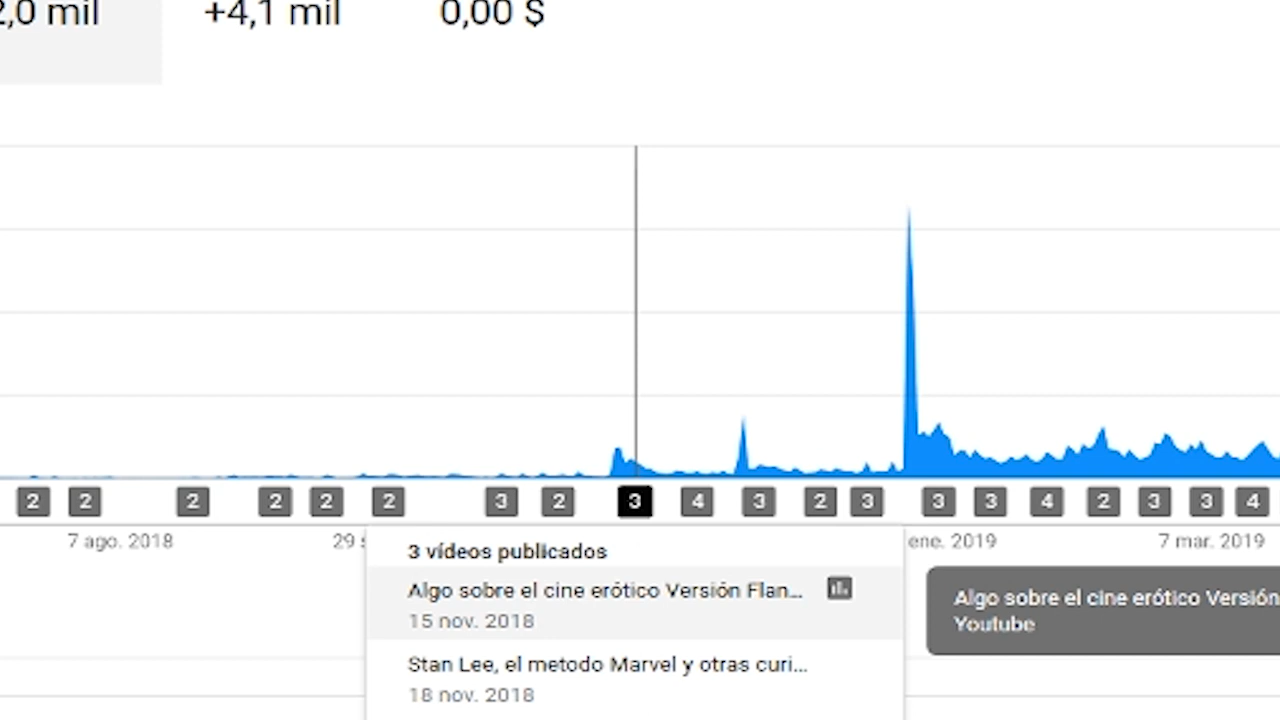 2,0 mil +4,1 mil 0,00 $
2 2 2 2 2 2 3 2 3 4 3 2 3 3 3 4 2 3 3 4
7 ago. 2018 29 ene. 2019 7 mar. 2019
3 vídeos publicados
Algo sobre el cine erótico Versión Flan...
15 nov. 2018
Stan Lee, el metodo Marvel y otras curi...
18 nov. 2018
Algo sobre el cine erótico Versión
Youtube